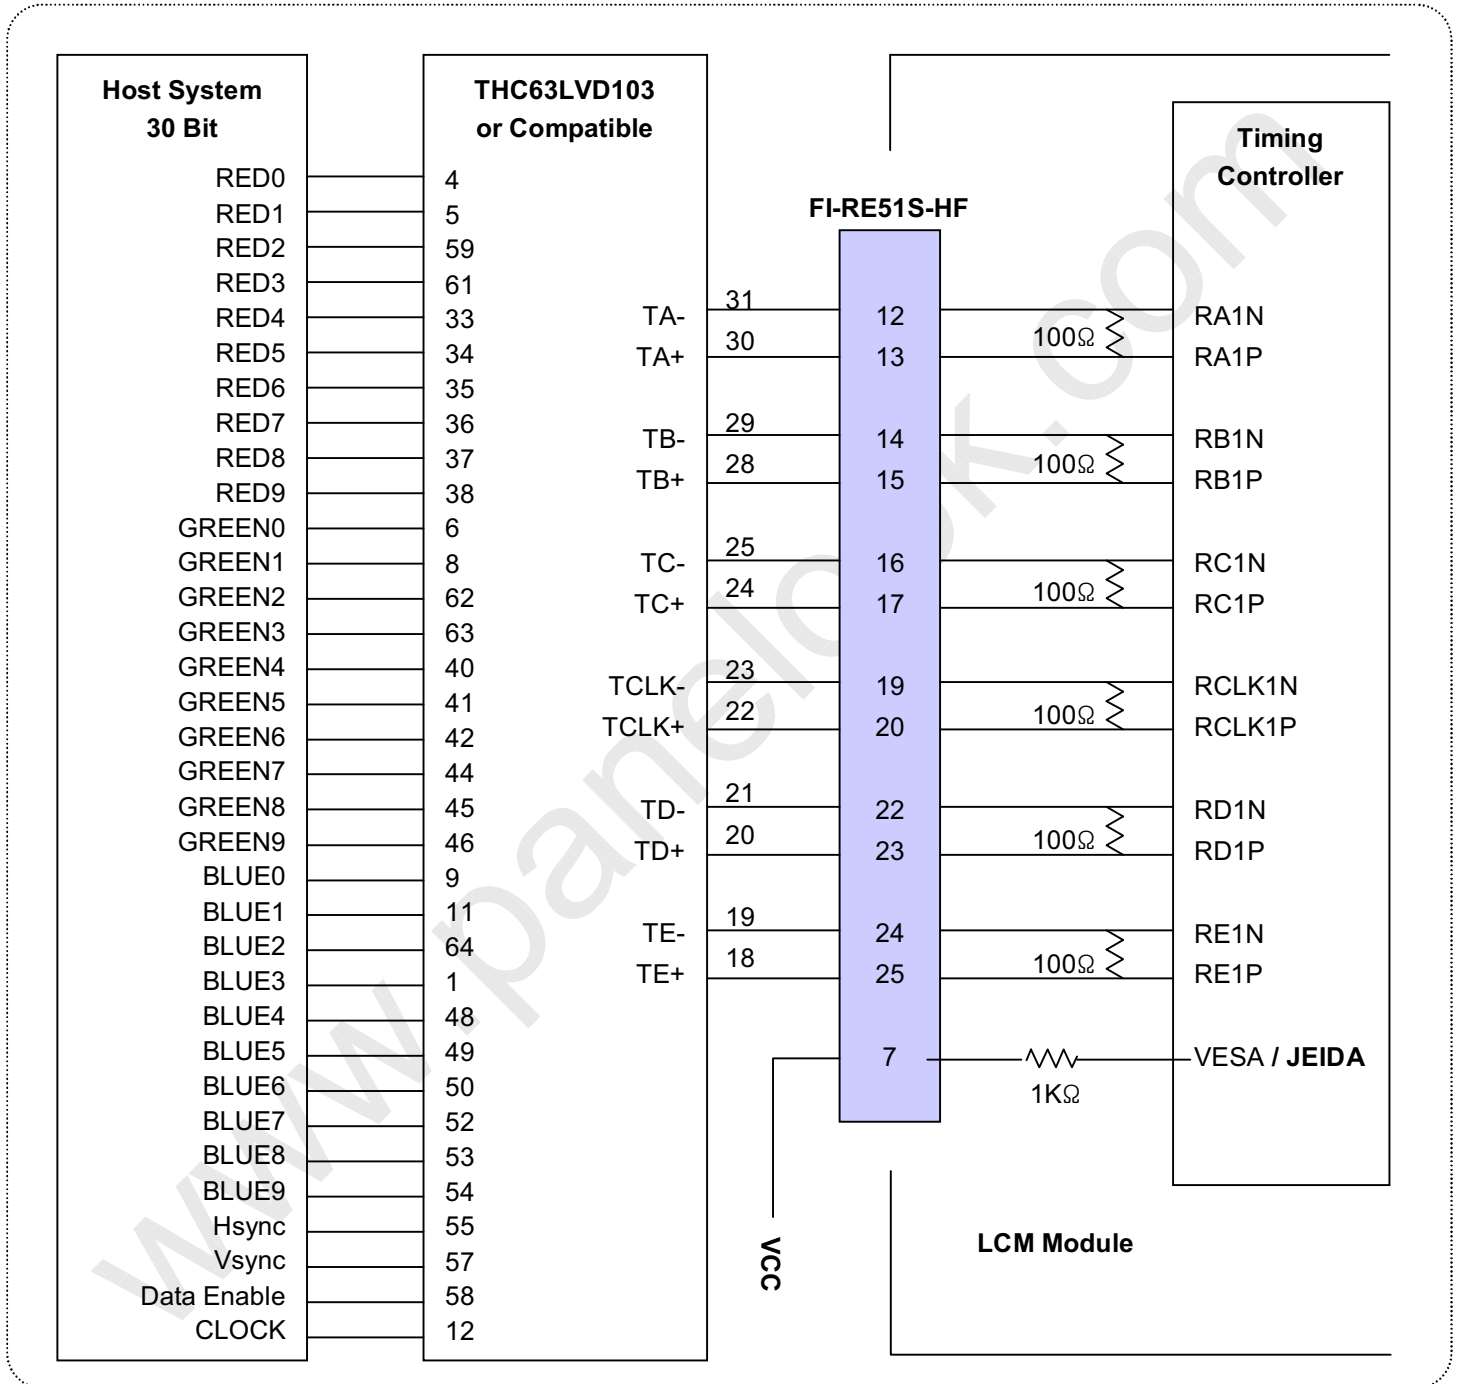 Host System
30 Bit
RED0
RED1
RED2
RED3
RED4
RED5
RED6
RED7
RED8
RED9
GREEN0
GREEN1
GREEN2
GREEN3
GREEN4
GREEN5
GREEN6
GREEN7
GREEN8
GREEN9
BLUE0
BLUE1
BLUE2
BLUE3
BLUE4
BLUE5
BLUE6
BLUE7
BLUE8
BLUE9
Hsync
Vsync
Data Enable
CLOCK
THC63LVD103
or Compatible
4
5
59
61
33
34
35
36
37
38
6
8
62
63
40
41
42
44
45
46
9
11
64
1
48
49
50
52
53
54
55
57
58
12
TA- 31
TA+ 30
TB- 29
TB+ 28
TC- 25
TC+ 24
TCLK- 23
TCLK+ 22
TD- 21
TD+ 20
TE- 19
TE+ 18
VCC
FI-RE51S-HF
12
13
14
15
16
17
19
20
22
23
24
25
7
100Ω
100Ω
100Ω
100Ω
100Ω
100Ω
1KΩ
Timing
Controller
RA1N
RA1P
RB1N
RB1P
RC1N
RC1P
RCLK1N
RCLK1P
RD1N
RD1P
RE1N
RE1P
VESA / JEIDA
LCM Module
www.panelook.com